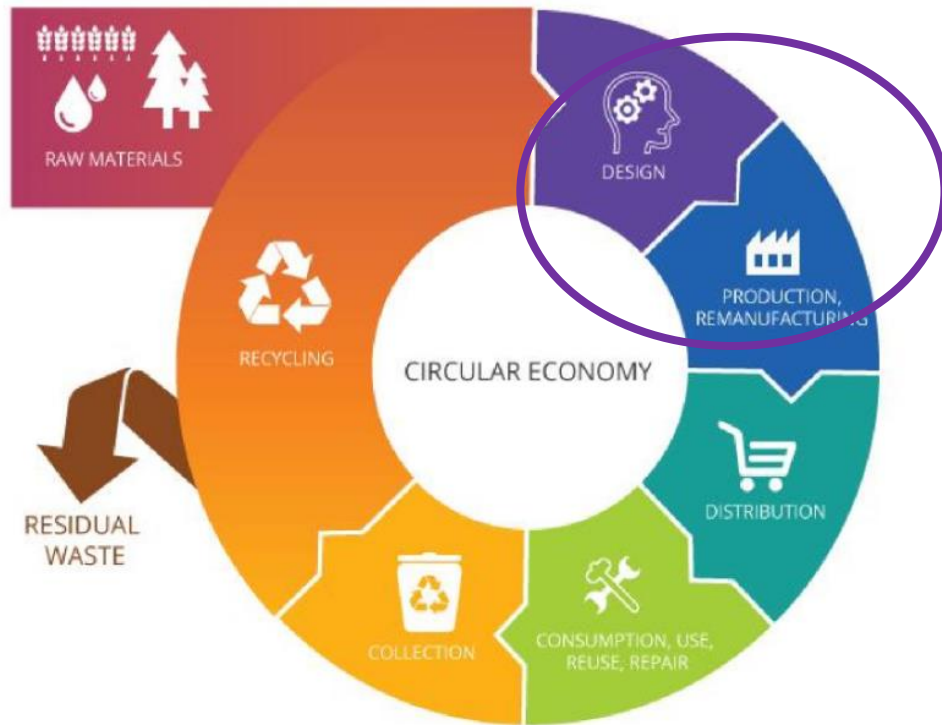 RAW MATERIALS
DESIGN
PRODUCTION,
REMANUFACTURING
RECYCLING
CIRCULAR ECONOMY
DISTRIBUTION
RESIDUAL
WASTE
COLLECTION
CONSUMPTION, USE,
REUSE, REPAIR